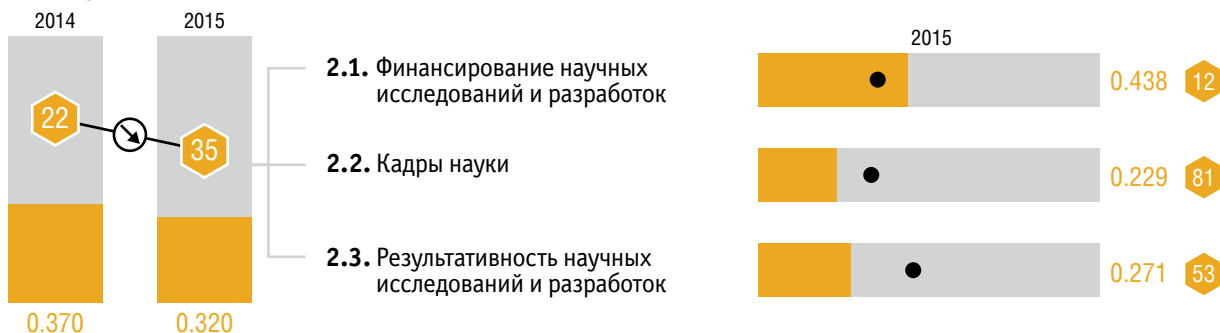 2014
2015
22
35
0.370
0.320
2.1. Финансирование научных
исследований и разработок
2.2. Кадры науки
2.3. Результативность научных
исследований и разработок
2015
0.438 12
0.229 81
0.271 53